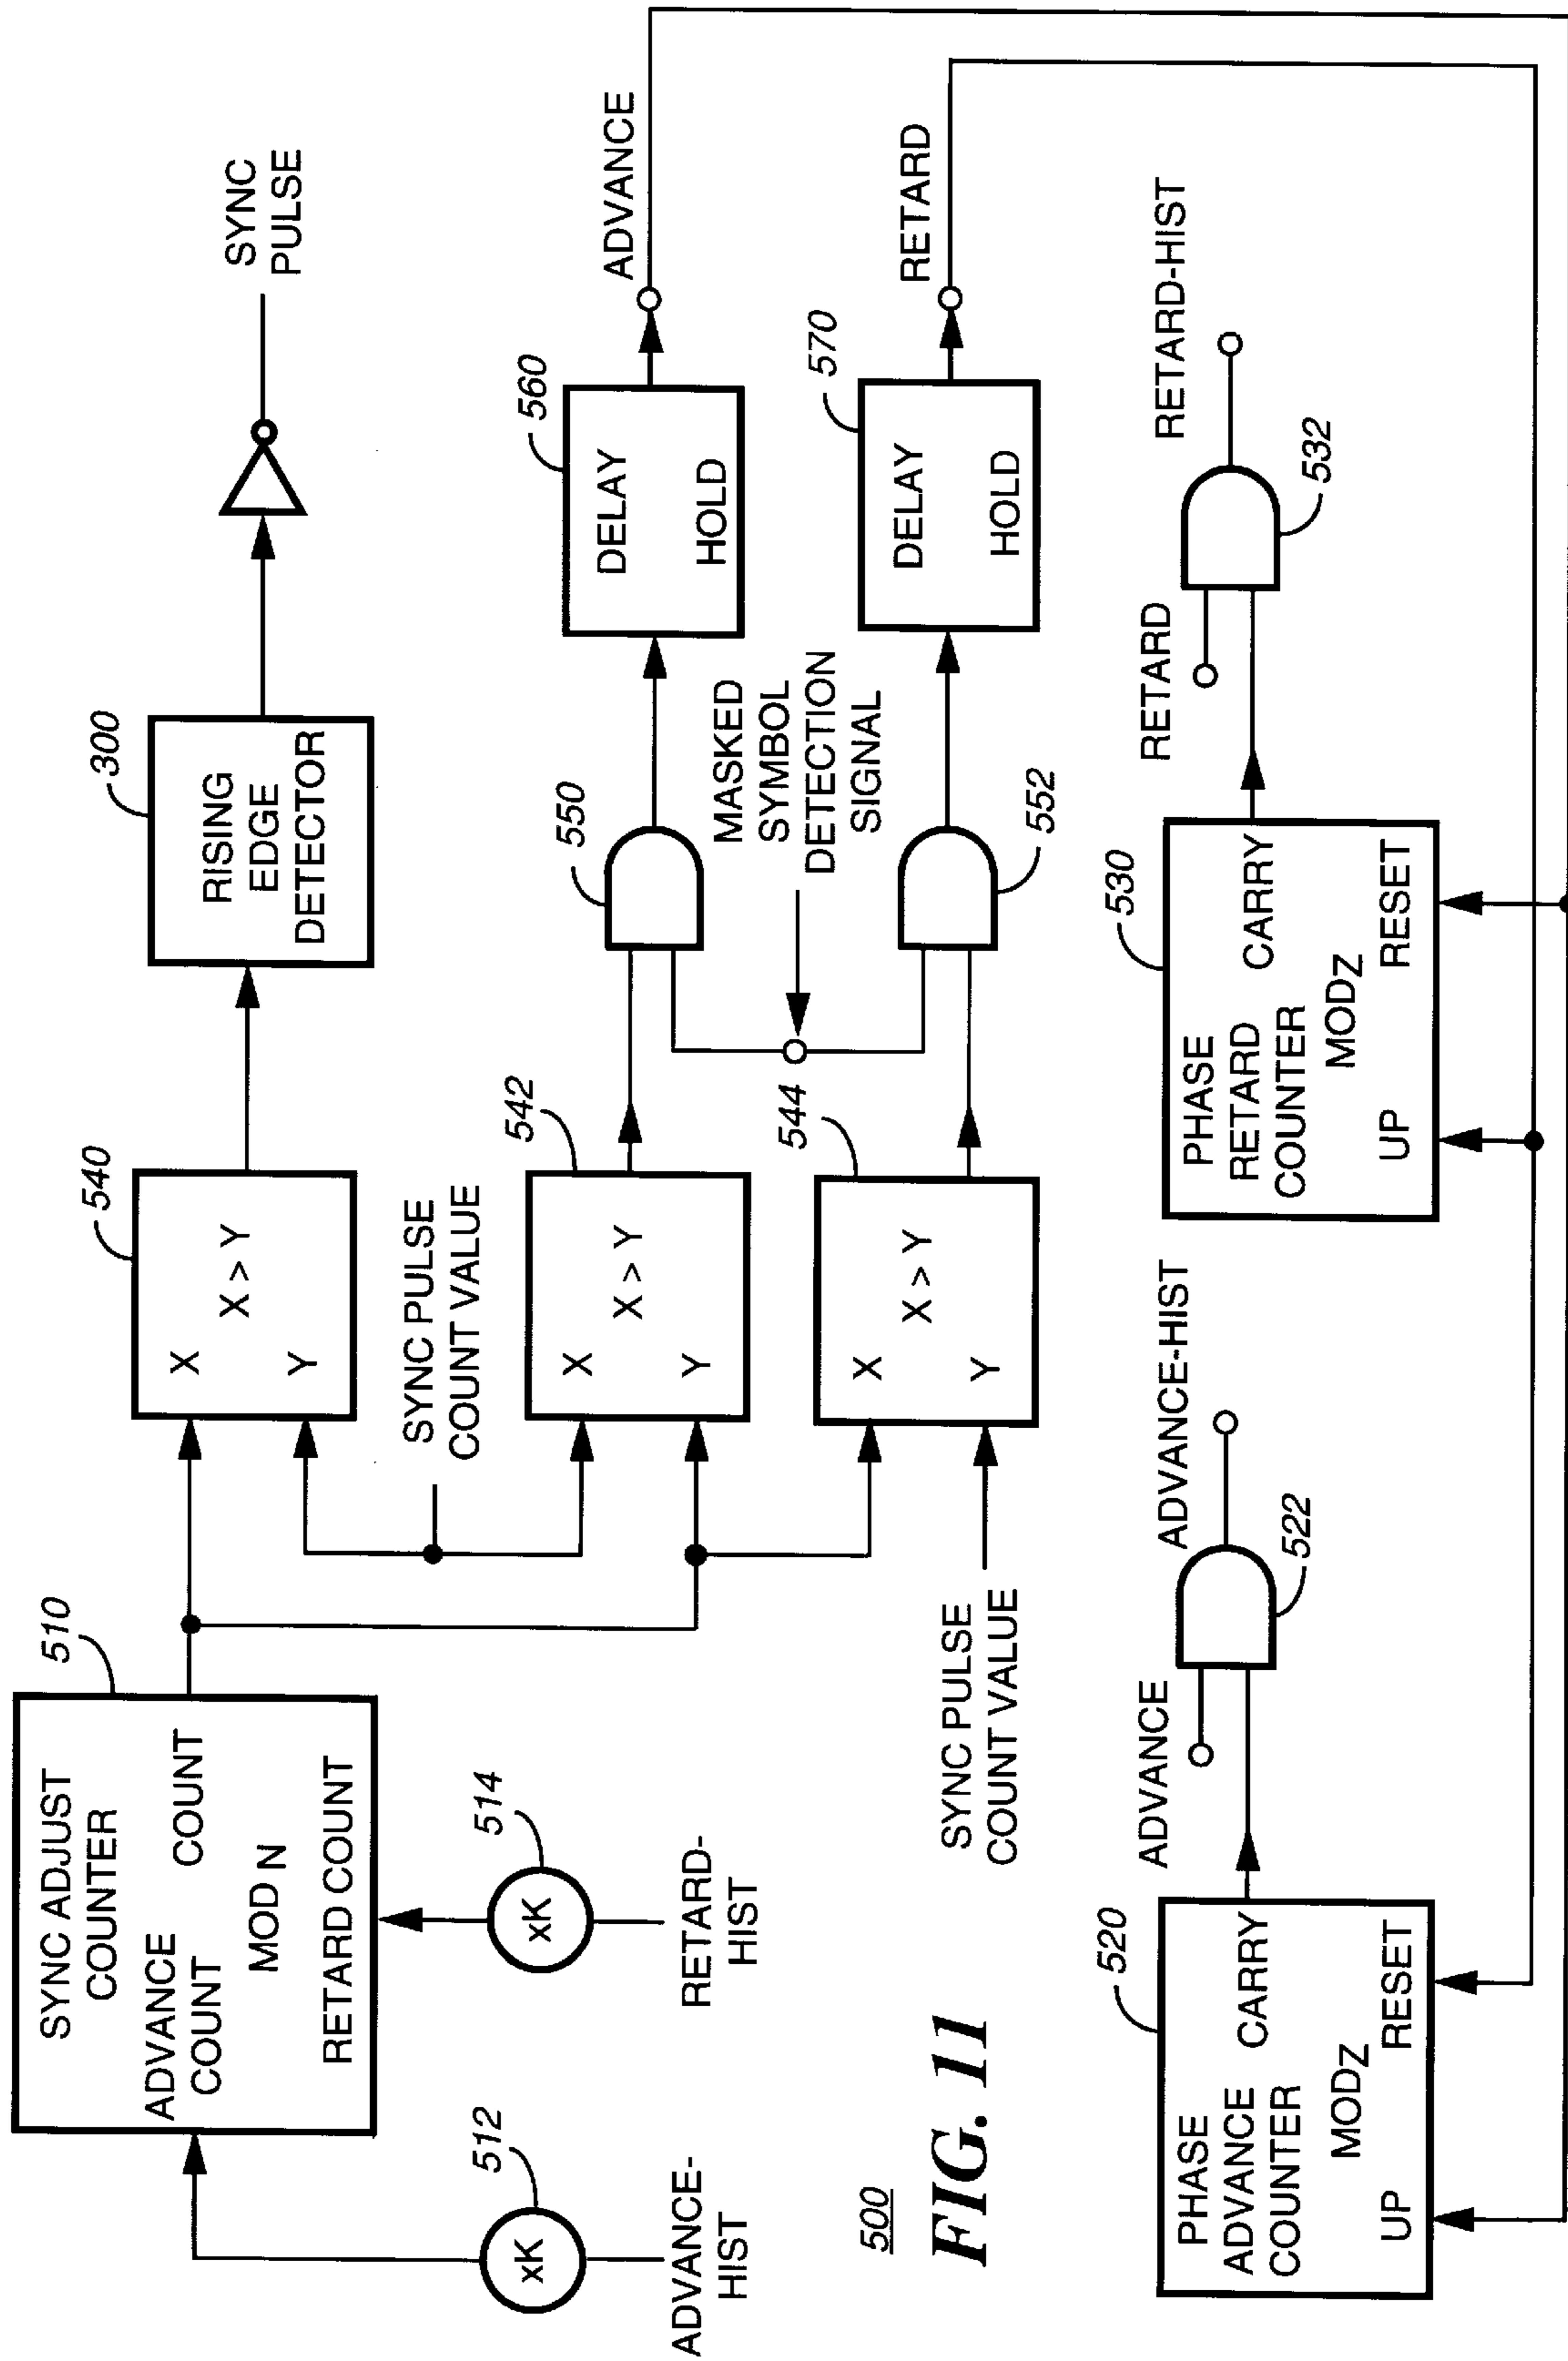 510
SYNC ADJUST
COUNTER
ADVANCE
COUNT
COUNT
MOD N
RETARD COUNT
512
xK
ADVANCE-
HIST
514
xK
RETARD-
HIST
540
X
X > Y
Y
300
RISING
EDGE
DETECTOR
SYNC
PULSE
SYNC PULSE
COUNT VALUE
542
X
X > Y
Y
544
X
X > Y
Y
SYNC PULSE
COUNT VALUE
550
MASKED
SYMBOL
DETECTION
SIGNAL
552
560
DELAY
HOLD
ADVANCE
570
DELAY
HOLD
RETARD
500
FIG. 11
520
PHASE
ADVANCE
COUNTER
CARRY
MODZ
UP
RESET
ADVANCE
522
ADVANCE-HIST
530
PHASE
RETARD
COUNTER
CARRY
MODZ
UP
RESET
RETARD
532
RETARD-HIST